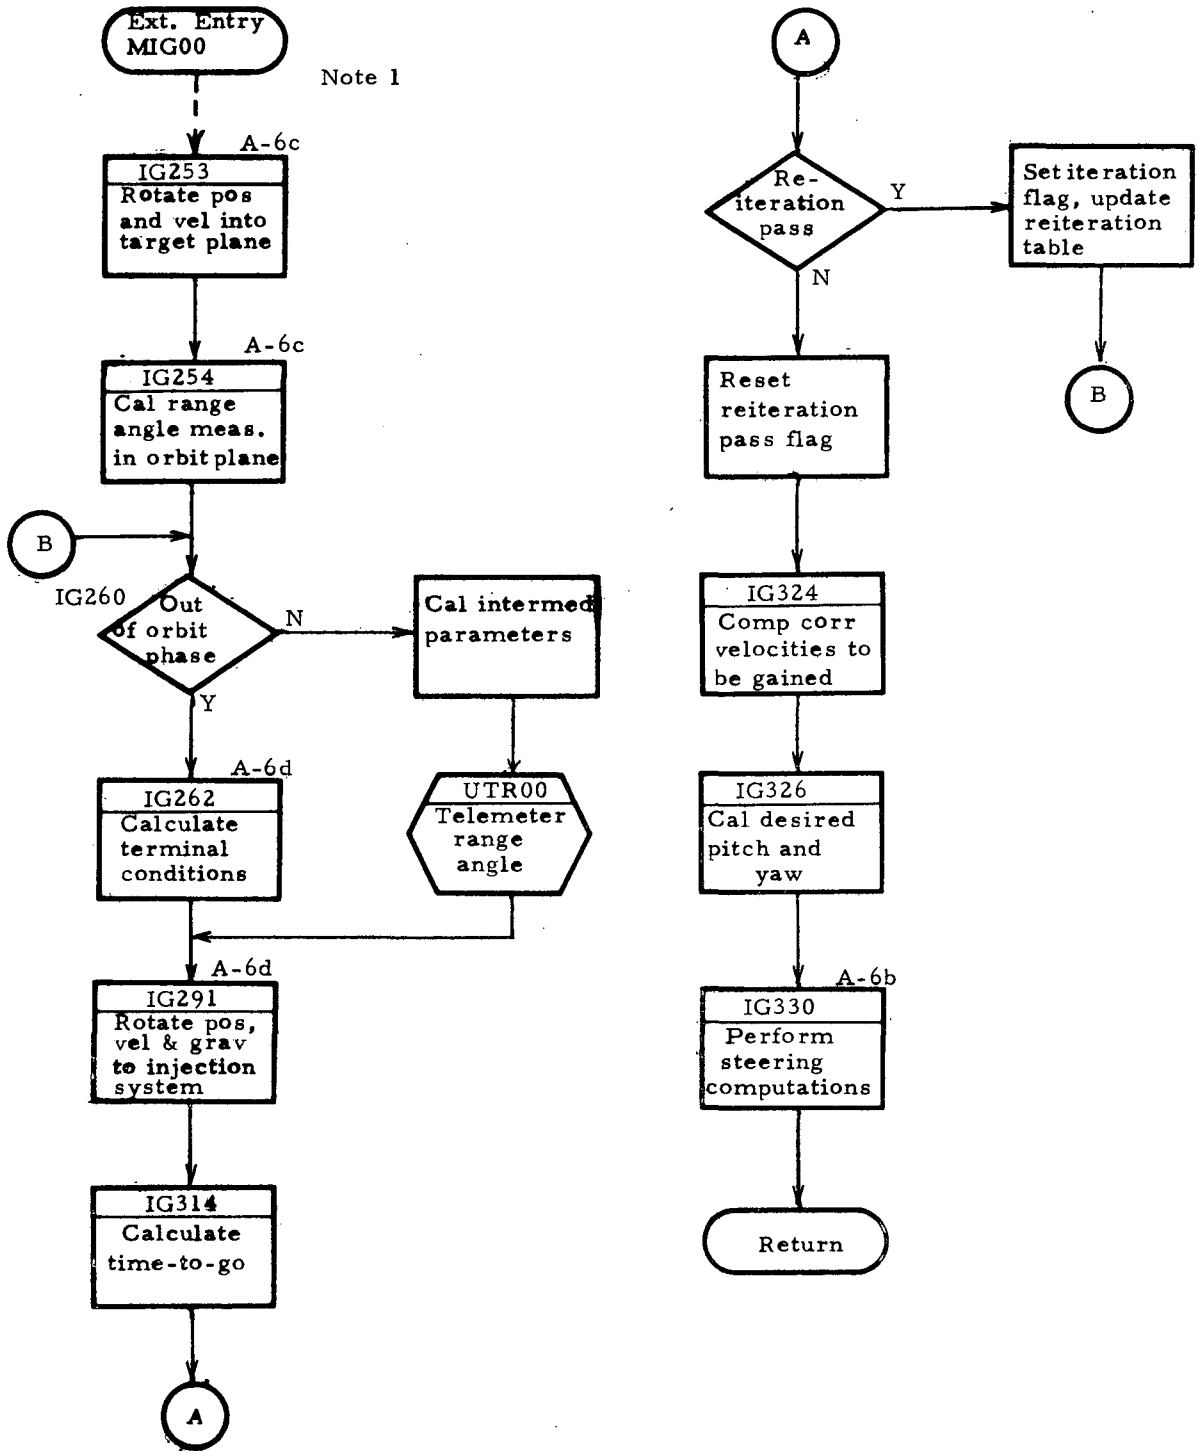 Ext. Entry
MIG00
Note 1
A-6c
IG253
Rotate pos
and vel into
target plane
A-6c
IG254
Cal range
angle meas.
in orbit plane
B
IG260
Out
of orbit
phase
N
Y
Cal intermed
parameters
UTR00
Telemeter
range
angle
A-6d
IG262
Calculate
terminal
conditions
A-6d
IG291
Rotate pos,
vel & grav
to injection
system
IG314
Calculate
time-to-go
A
A
Re-
iteration
pass
Y
N
Set iteration
flag, update
reiteration
table
B
Reset
reiteration
pass flag
IG324
Comp corr
velocities to
be gained
IG326
Cal desired
pitch and
yaw
A-6b
IG330
Perform
steering
computations
Return